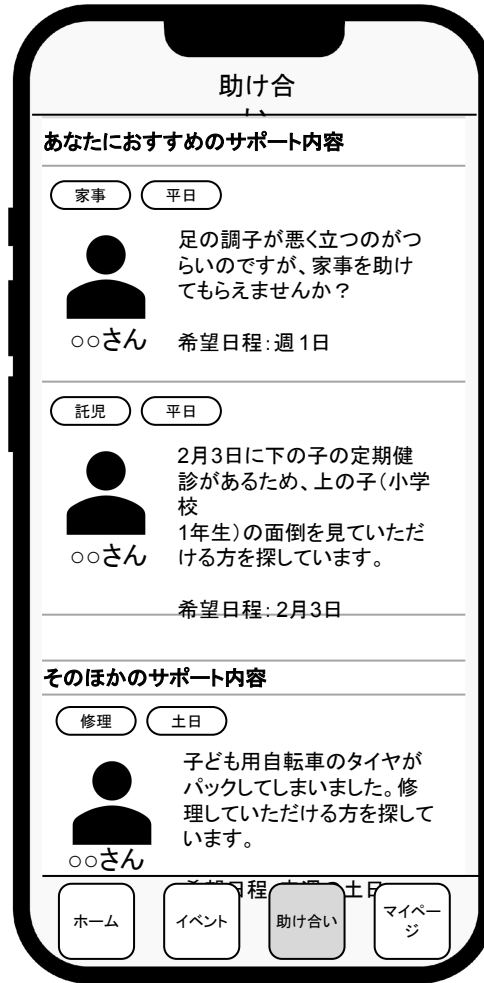 助け合
い
あなたにおすすめのサポート内容
家事
平日
足の調子が悪く立つのがつ
らいのですが、家事を助け
てもらえませんか？
○○さん
希望日程：週1日
託児
平日
2月3日に下の子の定期健
診があるため、上の子（小学
校
1年生）の面倒を見ていただ
ける方を探しています。
○○さん
希望日程：2月3日
そのほかのサポート内容
修理
土日
子ども用自転車のタイヤが
パックしてしまいました。修
理していただける方を探して
います。
○○さん
ホーム
イベント
助け合い
マイペー
ジ